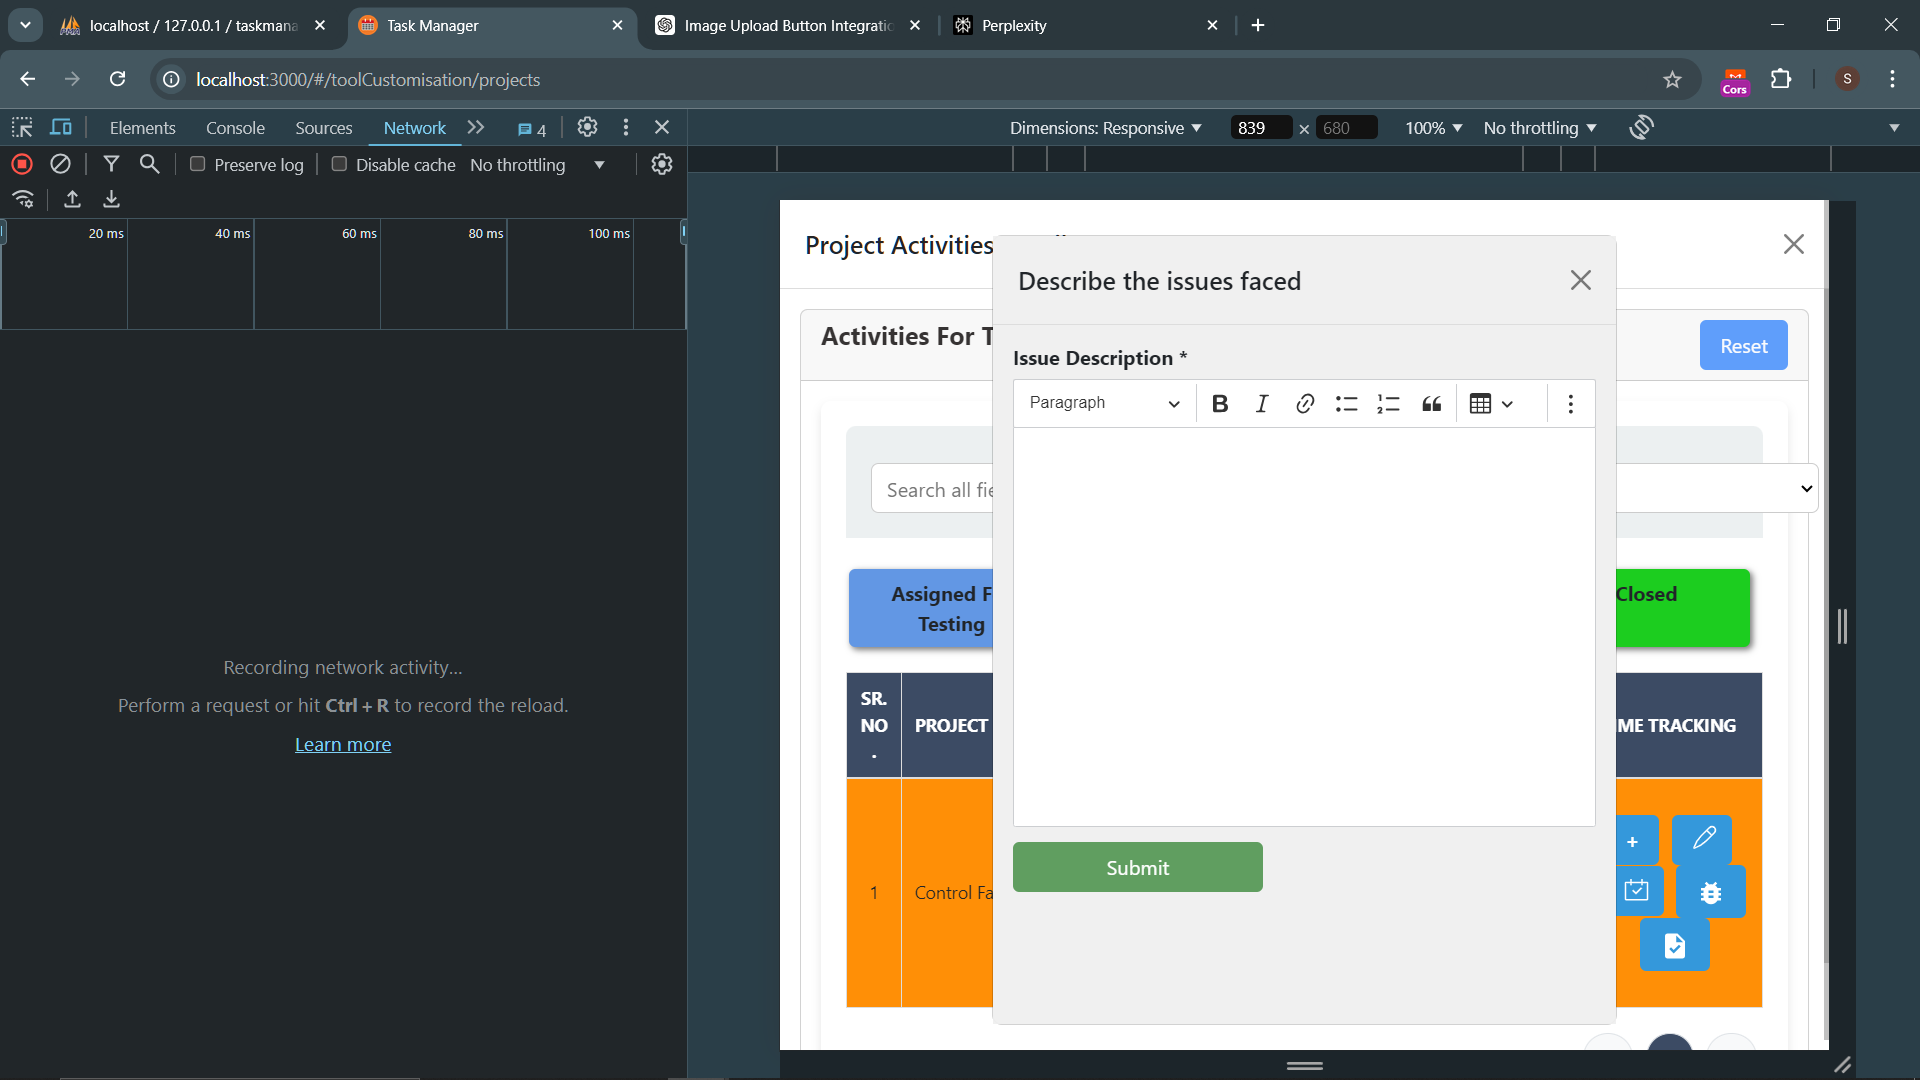 localhost / 127.0.0.1 / taskmana
Task Manager
Image Upload Button Integratio
Perplexity
localhost:3000/#/toolCustomisation/projects
Cors
S
Elements
Console
Sources
Network
4
Dimensions: Responsive
839 × 680
100%
No throttling
Preserve log
Disable cache
No throttling
20 ms
40 ms
60 ms
80 ms
100 ms
Recording network activity...
Perform a request or hit Ctrl + R to record the reload.
Learn more
Project Activities
Describe the issues faced
Activities For T
Reset
Issue Description *
Paragraph
Search all fie
Assigned F
Testing
Closed
SR.
NO
.
PROJECT
ME TRACKING
1
Control Fa
Submit